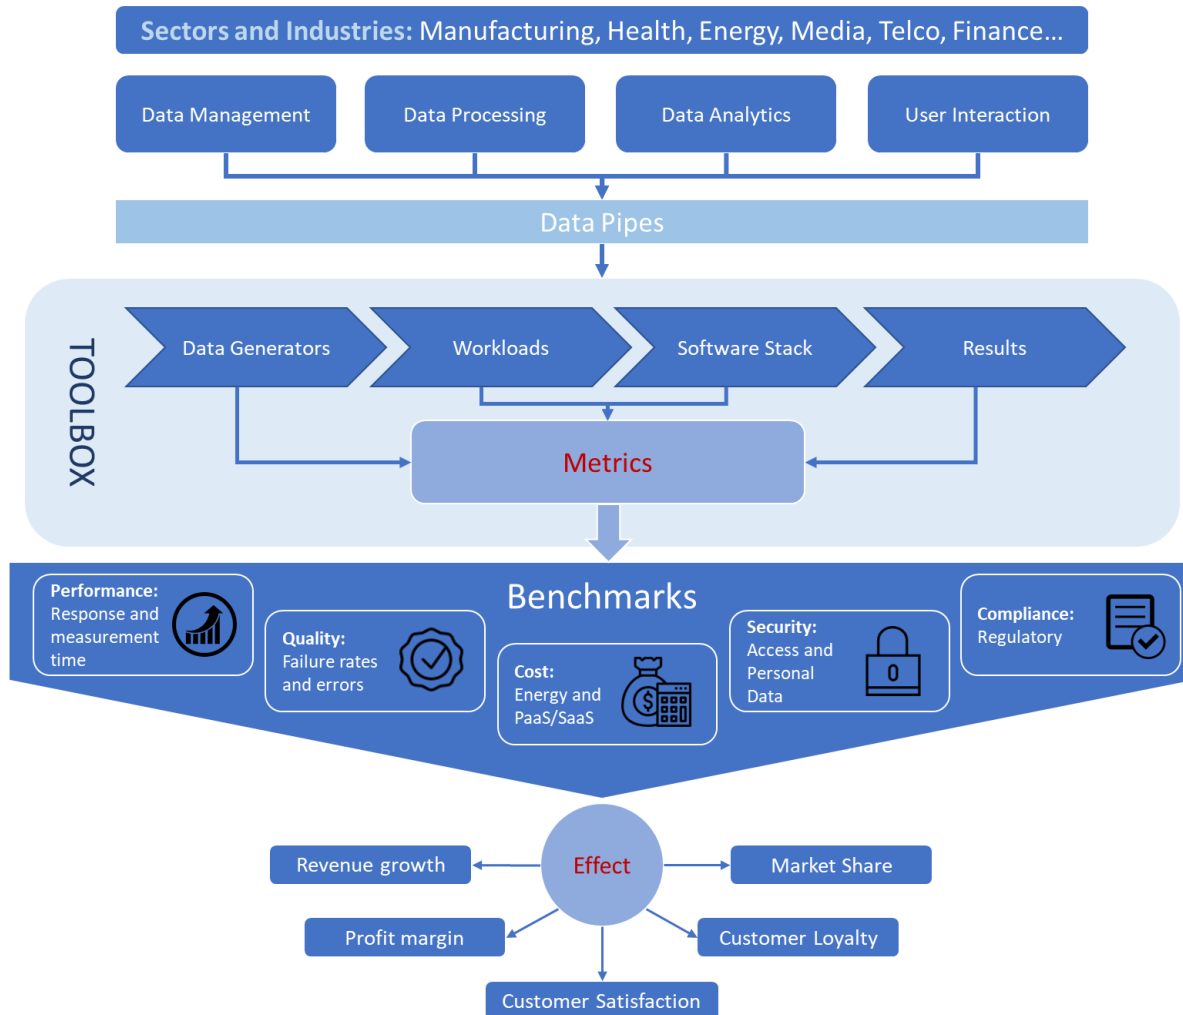 Sectors and Industries: Manufacturing, Health, Energy, Media, Telco, Finance...
Data Management
Data Processing
Data Analytics
User Interaction
Data Pipes
TOOLBOX
Data Generators
Workloads
Software Stack
Results
Metrics
Benchmarks
Performance:
Response and
measurement
time
Quality:
Failure rates
and errors
Cost:
Energy and
PaaS/SaaS
$
Security:
Access and
Personal
Data
0
Compliance:
Regulatory
Effect
Revenue growth
Market Share
Profit margin
Customer Loyalty
Customer Satisfaction